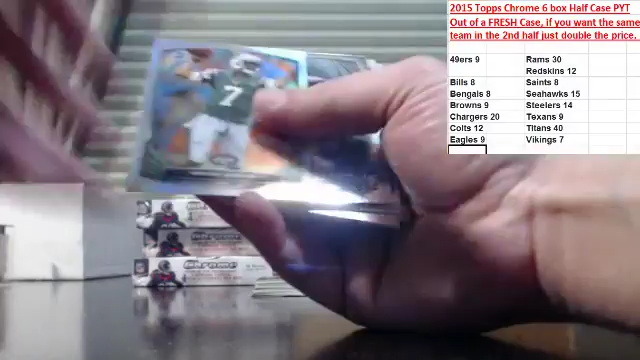 2015 Topps Chrome 6 box Half Case PYT
Out of a FRESH Case, if you want the same
team in the 2nd half just double the price.
49ers 9 Rams 30
Redskins 12
Bills 8 Saints 8
Bengals 8 Seahawks 15
Browns 9 Steelers 14
Chargers 20 Texans 9
Colts 12 Titans 40
Eagles 9 Vikings 7
7
CHROME